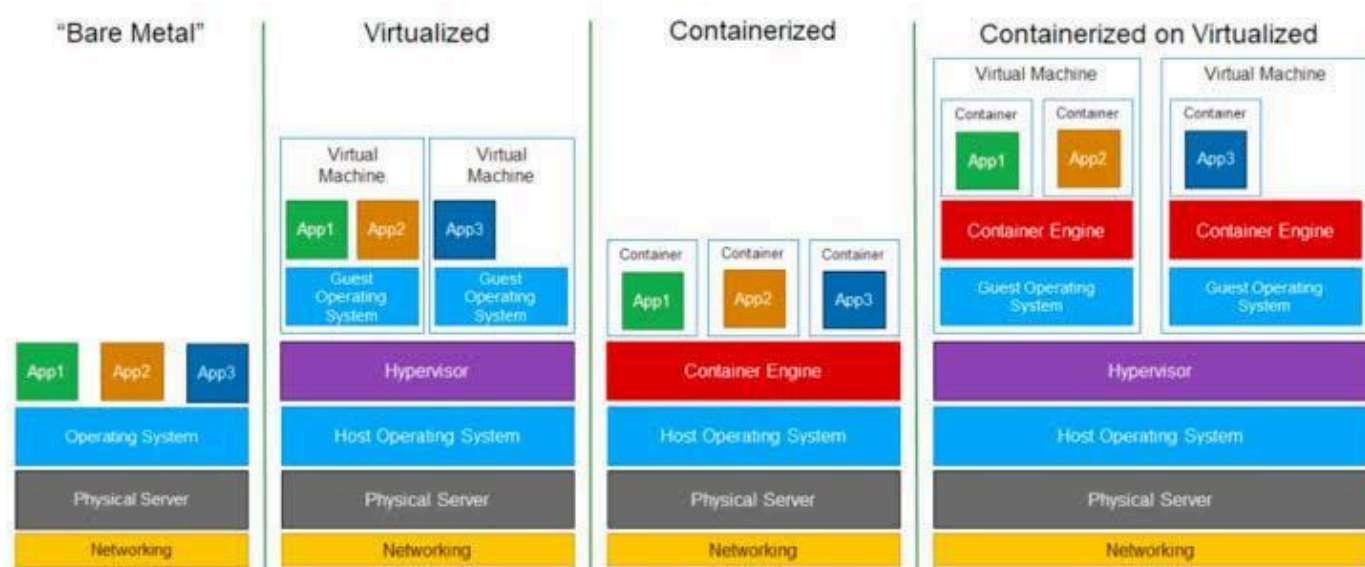 "Bare Metal"
App1 App2 App3
Operating System
Physical Server
Networking
Virtualized
Virtual
Machine
App1 App2
Guest
Operating
System
Virtual
Machine
App3
Guest
Operating
System
Hypervisor
Host Operating System
Physical Server
Networking
Containerized
Container
App1
Container
App2
Container
App3
Container Engine
Host Operating System
Physical Server
Networking
Containerized on Virtualized
Virtual Machine
Container
App1
Container
App2
Container Engine
Guest Operating
System
Virtual Machine
Container
App3
Container Engine
Guest Operating
System
Hypervisor
Host Operating System
Physical Server
Networking